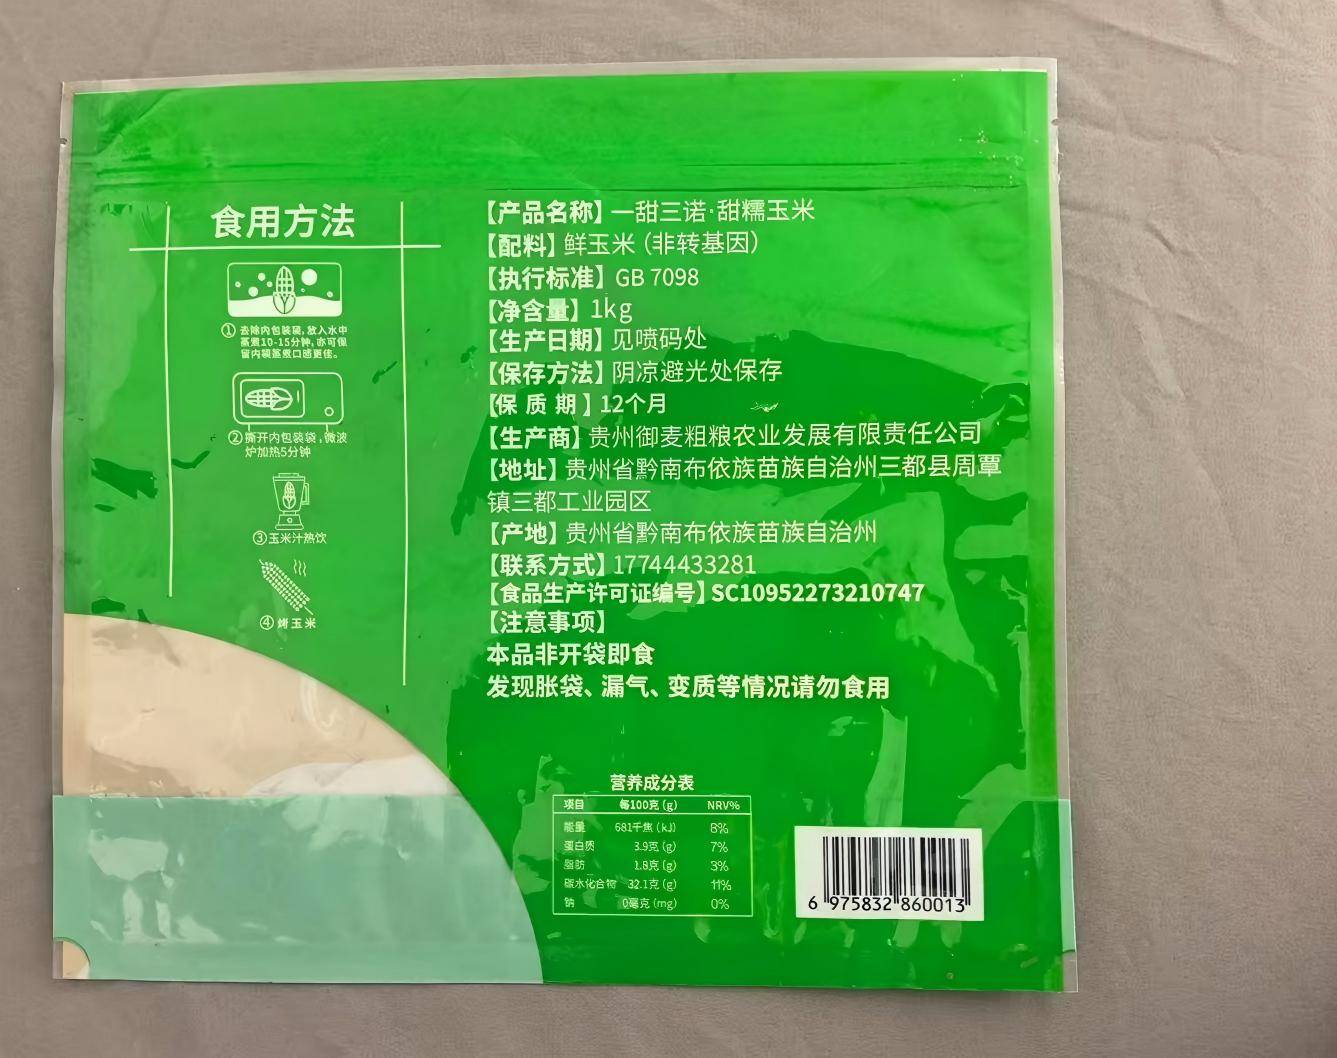 食用方法
①去除内包装袋,放入水中
蒸煮10-15分钟,亦可保
留内袋蒸煮口感更佳。
②撕开内包装袋,微波
炉加热5分钟
③玉米汁热饮
④烤玉米
【产品名称】一甜三诺·甜糯玉米
【配料】鲜玉米（非转基因）
【执行标准】GB 7098
【净含量】1kg
【生产日期】见喷码处
【保存方法】阴凉避光处保存
【保 质 期】12个月
【生产商】贵州御麦粗粮农业发展有限责任公司
【地址】贵州省黔南布依族苗族自治州三都县周覃
镇三都工业园区
【产地】贵州省黔南布依族苗族自治州
【联系方式】17744433281
【食品生产许可证编号】SC10952273210747
【注意事项】
本品非开袋即食
发现胀袋、漏气、变质等情况请勿食用
营养成分表
项目 每100克(g) NRV%
能量 681千焦(kJ) 8%
蛋白质 3.9克(g) 7%
脂肪 1.8克(g) 3%
碳水化合物 32.1克(g) 11%
钠 0毫克(mg) 0%
6 975832 860013